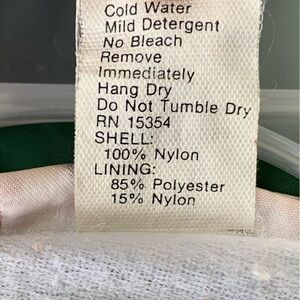 Cold Water
Mild Detergent
No Bleach
Remove
Immediately
Hang Dry
Do Not Tumble Dry
RN 15354
SHELL:
100% Nylon
LINING:
85% Polyester
15% Nylon